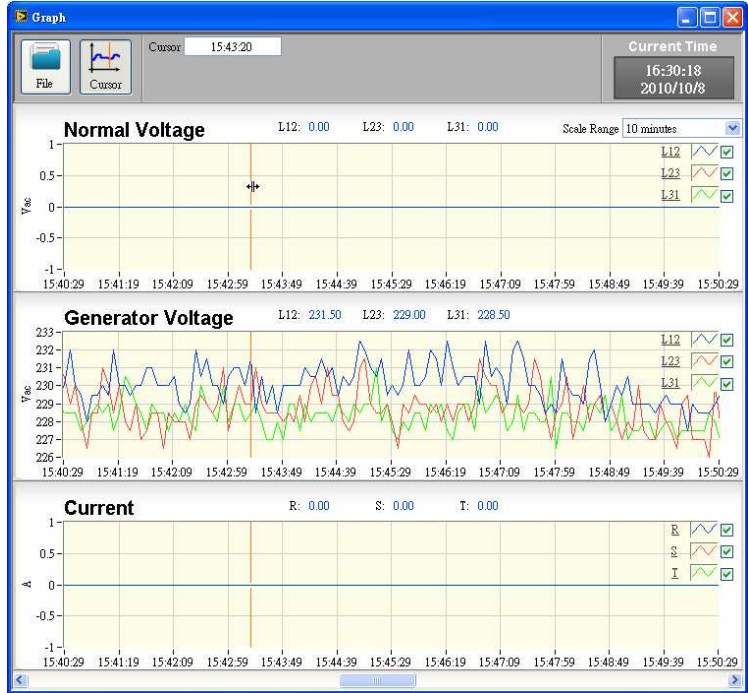 Graph
File
Cursor
Cursor 15:43:20
Current Time
16:30:18
2010/10/8
Normal Voltage L12: 0.00 L23: 0.00 L31: 0.00 Scale Range 10 minutes
Vac
1
0.5
0
-0.5
-1
L12
L23
L31
15:40:29 15:41:19 15:42:09 15:42:59 15:43:49 15:44:39 15:45:29 15:46:19 15:47:09 15:47:59 15:48:49 15:49:39 15:50:29
Generator Voltage L12: 231.50 L23: 229.00 L31: 228.50
Vac
233
232
231
230
229
228
227
226
L12
L23
L31
15:40:29 15:41:19 15:42:09 15:42:59 15:43:49 15:44:39 15:45:29 15:46:19 15:47:09 15:47:59 15:48:49 15:49:39 15:50:29
Current R: 0.00 S: 0.00 T: 0.00
A
1
0.5
0
-0.5
-1
R
S
T
15:40:29 15:41:19 15:42:09 15:42:59 15:43:49 15:44:39 15:45:29 15:46:19 15:47:09 15:47:59 15:48:49 15:49:39 15:50:29